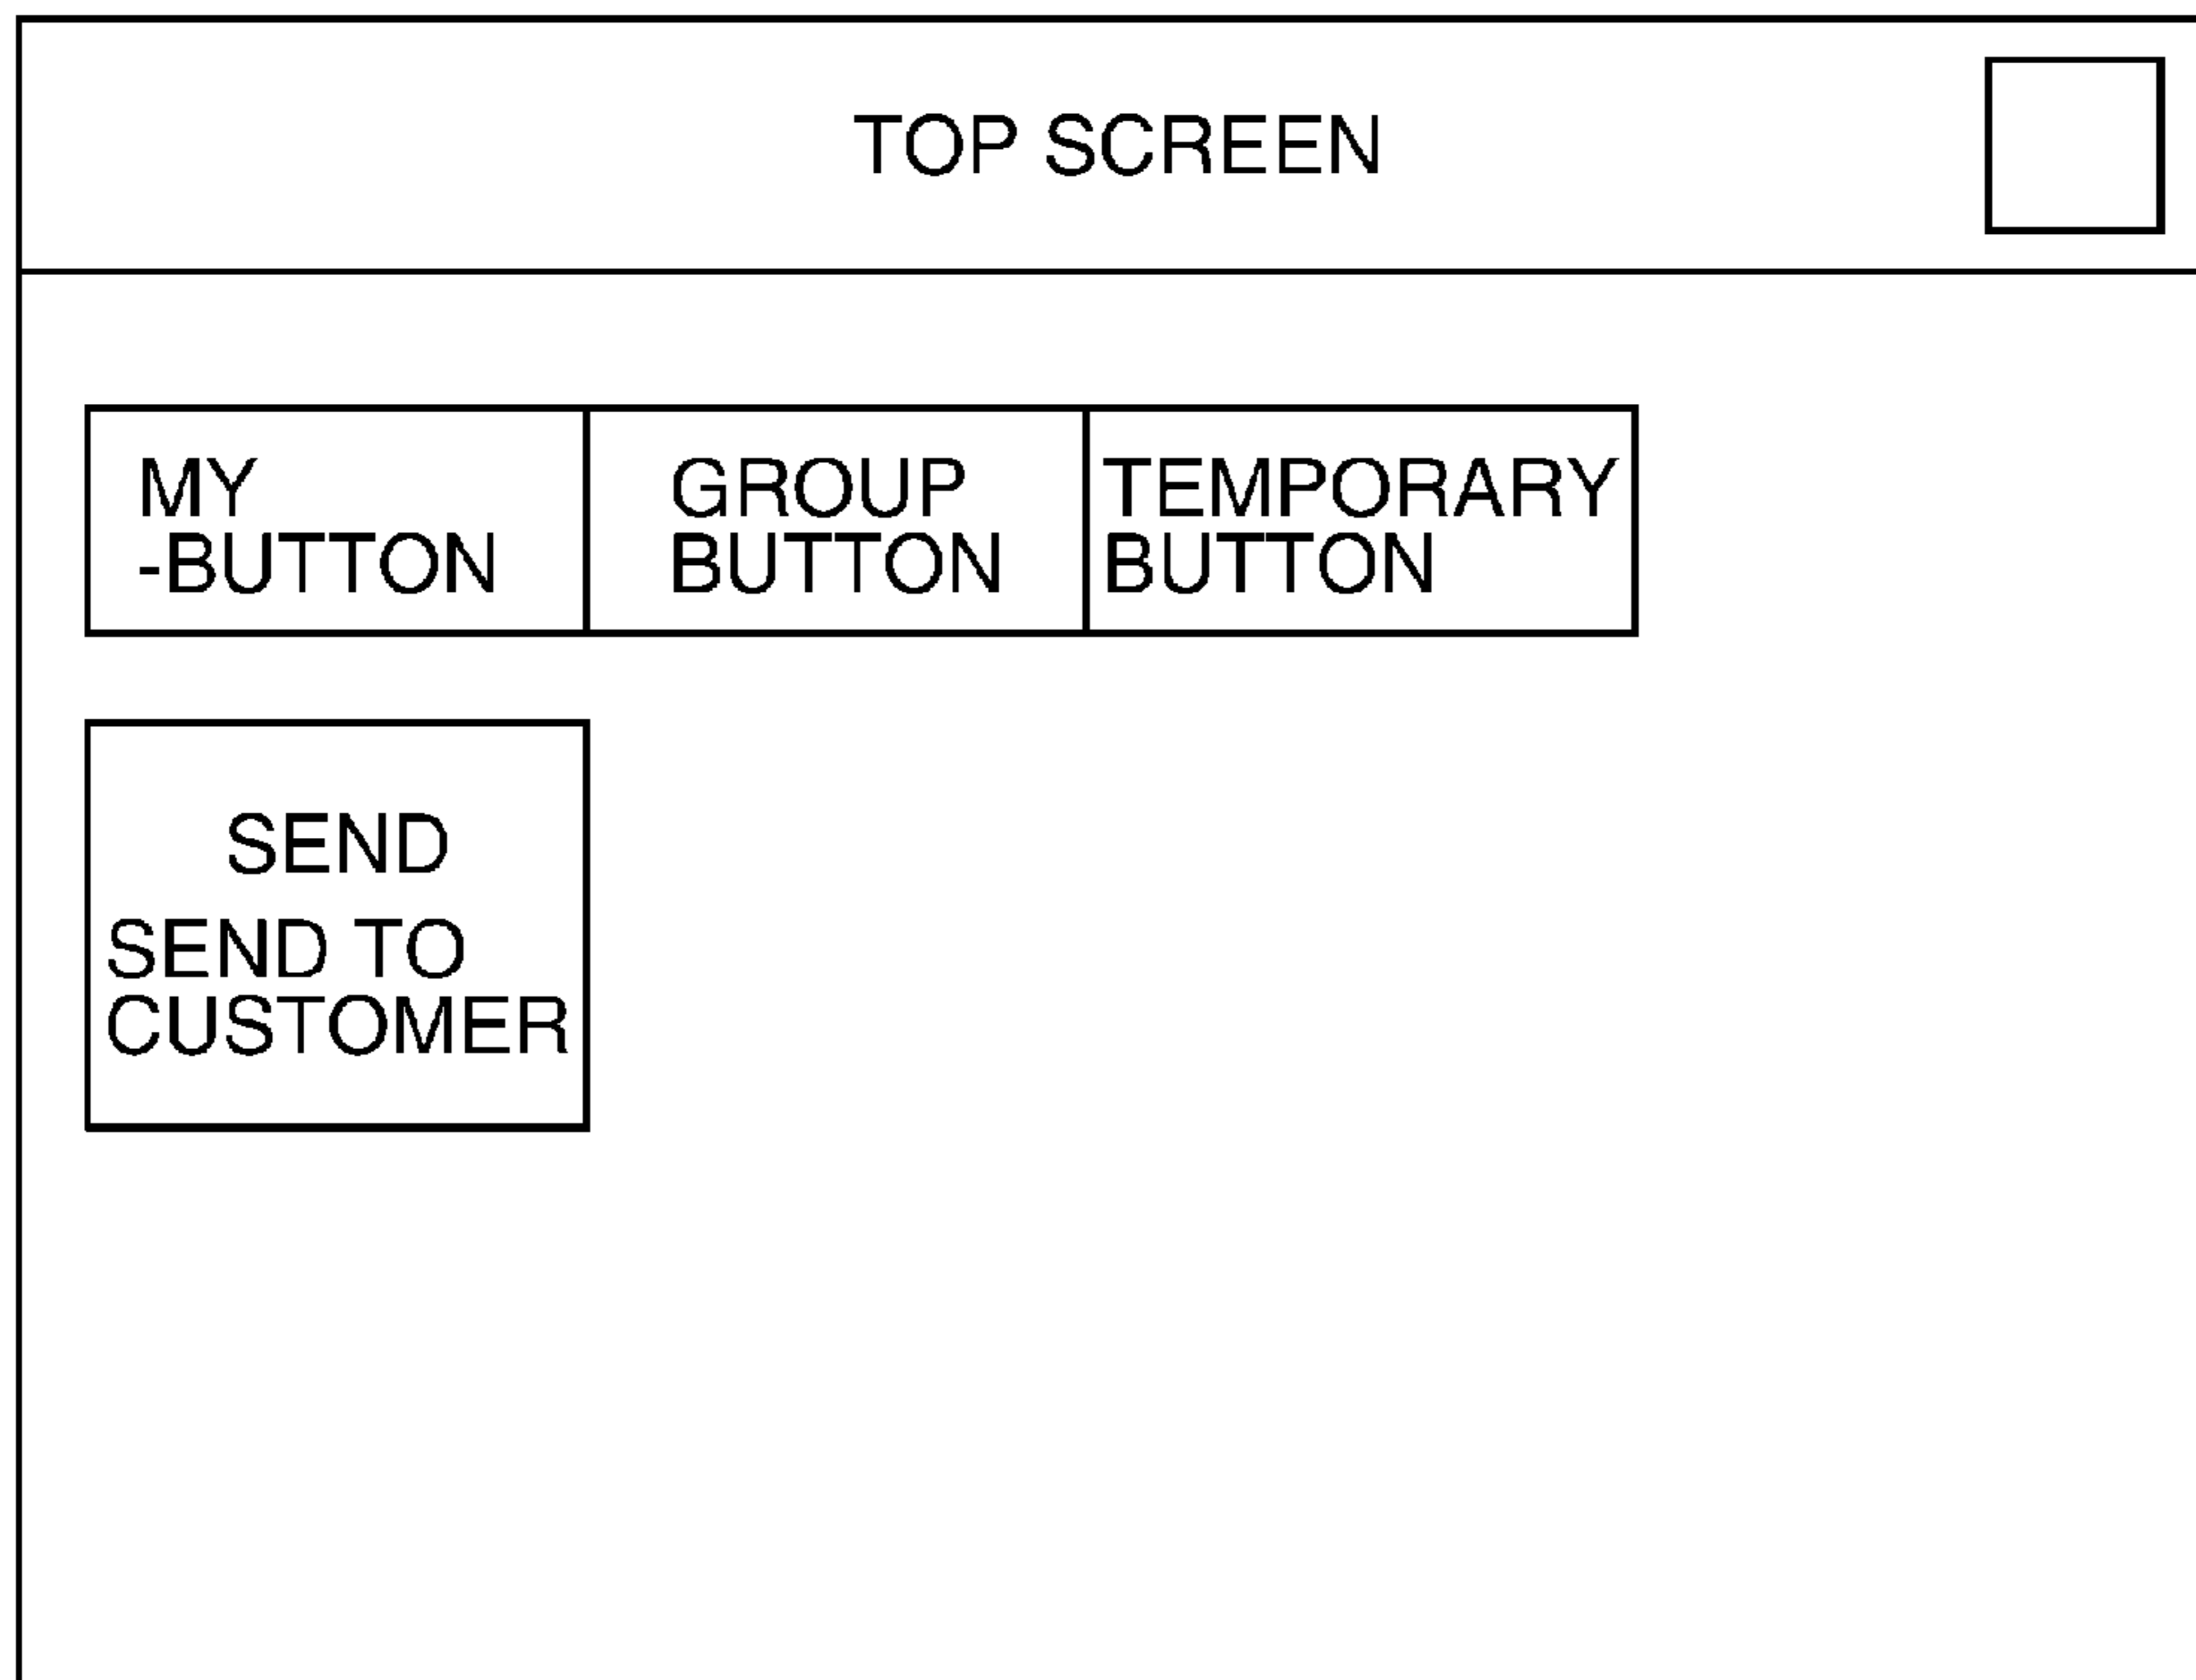 TOP SCREEN
MY
-BUTTON
GROUP
BUTTON
TEMPORARY
BUTTON
SEND
SEND TO
CUSTOMER